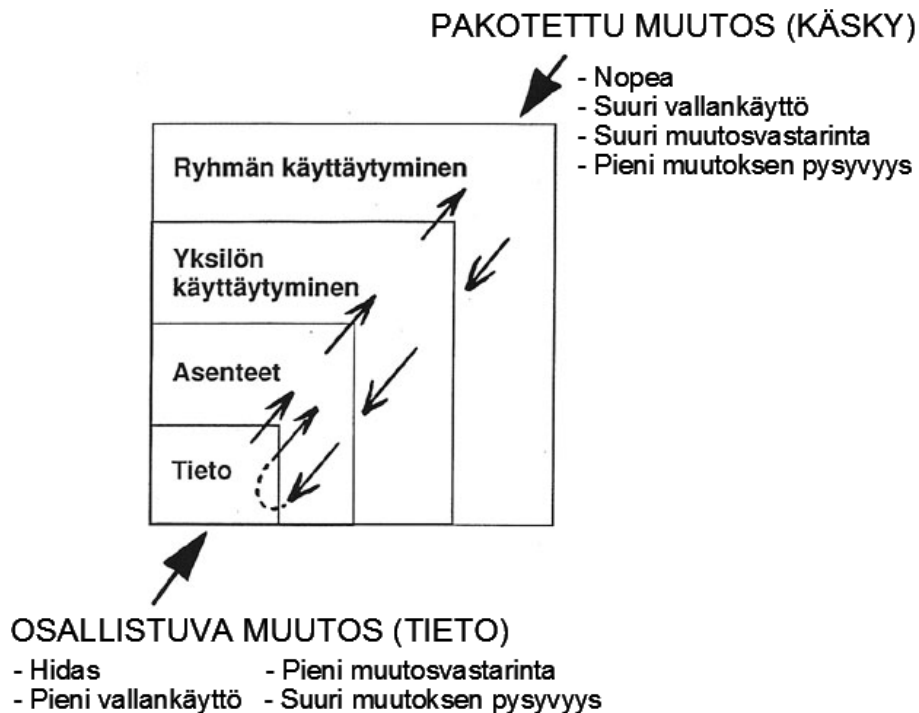 PAKOTETTU MUUTOS (KÄSKY)
- Nopea
- Suuri vallankäyttö
- Suuri muutosvastarinta
- Pieni muutoksen pysyvyys
Ryhmän käyttäytyminen
Yksilön
käyttäytyminen
Asenteet
Tieto
OSALLISTUVA MUUTOS (TIETO)
- Hidas - Pieni muutosvastarinta
- Pieni vallankäyttö - Suuri muutoksen pysyvyys